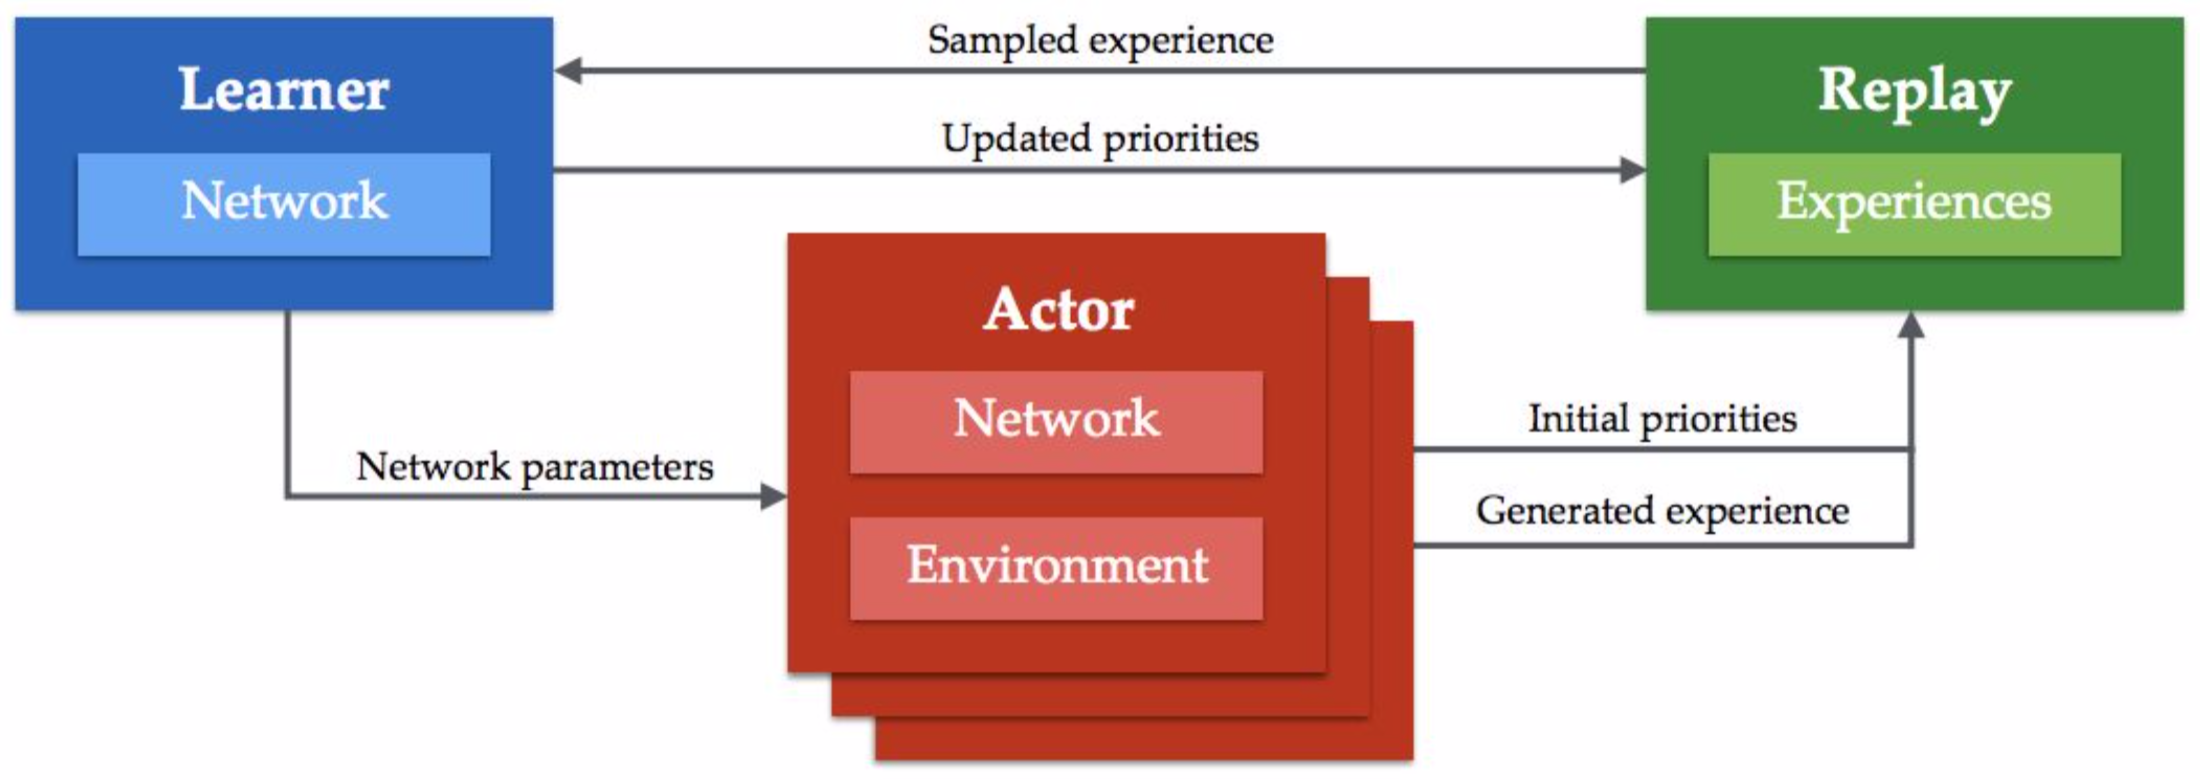 Learner
Network
Sampled experience
Updated priorities
Replay
Experiences
Actor
Network
Environment
Network parameters
Initial priorities
Generated experience